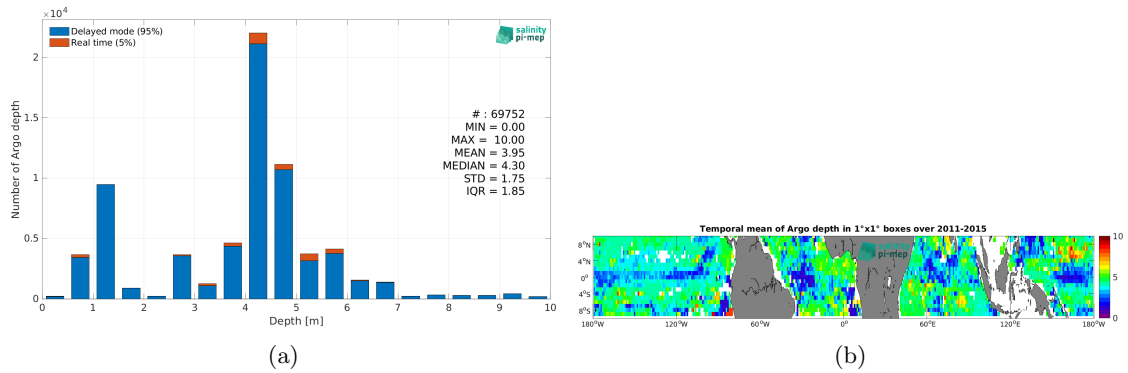 ×10⁴
Delayed mode (95%)
Real time (5%)
salinity
pi-mep
# : 69752
MIN = 0.00
MAX = 10.00
MEAN = 3.95
MEDIAN = 4.30
STD = 1.75
IQR = 1.85
Number of Argo depth
2
1.5
1
0.5
0
0 1 2 3 4 5 6 7 8 9 10
Depth [m]
(a)
Temporal mean of Argo depth in 1°x1° boxes over 2011-2015
salinity
pi-mep
8°N
4°N
0°
4°S
8°S
180°W 120°W 60°W 0° 60°E 120°E 180°W
10
5
0
(b)